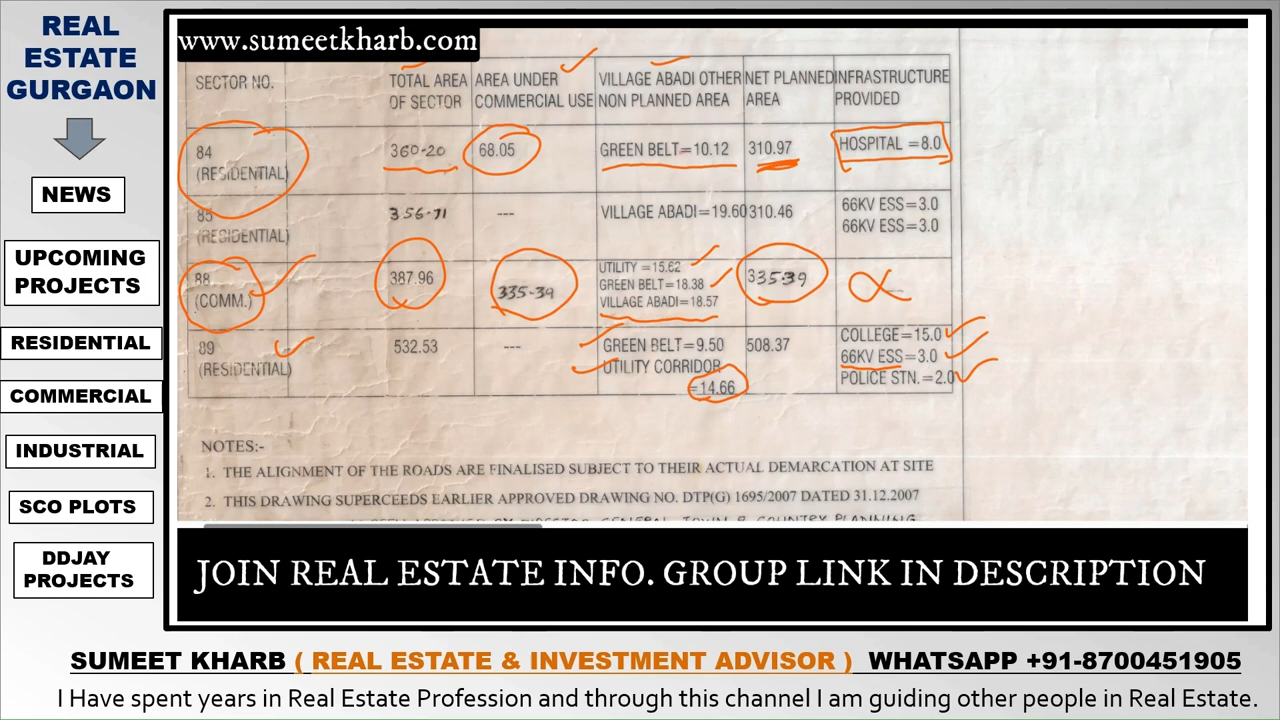 REAL
ESTATE
GURGAON
NEWS
UPCOMING
PROJECTS
RESIDENTIAL
COMMERCIAL
INDUSTRIAL
SCO PLOTS
DDJAY
PROJECTS
www.sumeetkharb.com
SECTOR NO. TOTAL AREA AREA UNDER VILLAGE ABADI OTHER NET PLANNED INFRASTRUCTURE
OF SECTOR COMMERCIAL USE NON PLANNED AREA AREA PROVIDED
84 360-20 68.05 GREEN BELT=10.12 310.97 HOSPITAL =8.0
(RESIDENTIAL)
85 356-71 --- VILLAGE ABADI=19.60 310.46 66KV ESS=3.0
(RESIDENTIAL) 66KV ESS=3.0
88 387.96 335-39 UTILITY =15.62 335-39
(COMM.) GREEN BELT=18.38
VILLAGE ABADI=18.57
89 532.53 --- GREEN BELT=9.50 508.37 COLLEGE=15.0
(RESIDENTIAL) UTILITY CORRIDOR 66KV ESS=3.0
=14.66 POLICE STN.=2.0
NOTES:-
1. THE ALIGNMENT OF THE ROADS ARE FINALISED SUBJECT TO THEIR ACTUAL DEMARCATION AT SITE
2. THIS DRAWING SUPERCEEDS EARLIER APPROVED DRAWING NO. DTP(G) 1695/2007 DATED 31.12.2007
JOIN REAL ESTATE INFO. GROUP LINK IN DESCRIPTION
SUMEET KHARB ( REAL ESTATE & INVESTMENT ADVISOR ) WHATSAPP +91-8700451905
I Have spent years in Real Estate Profession and through this channel I am guiding other people in Real Estate.